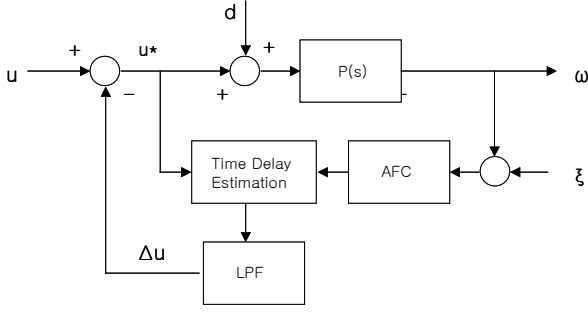 d
+
u*
+
P(s)
u
−
+
−
ω
Time Delay
Estimation
AFC
ξ
Δu
LPF